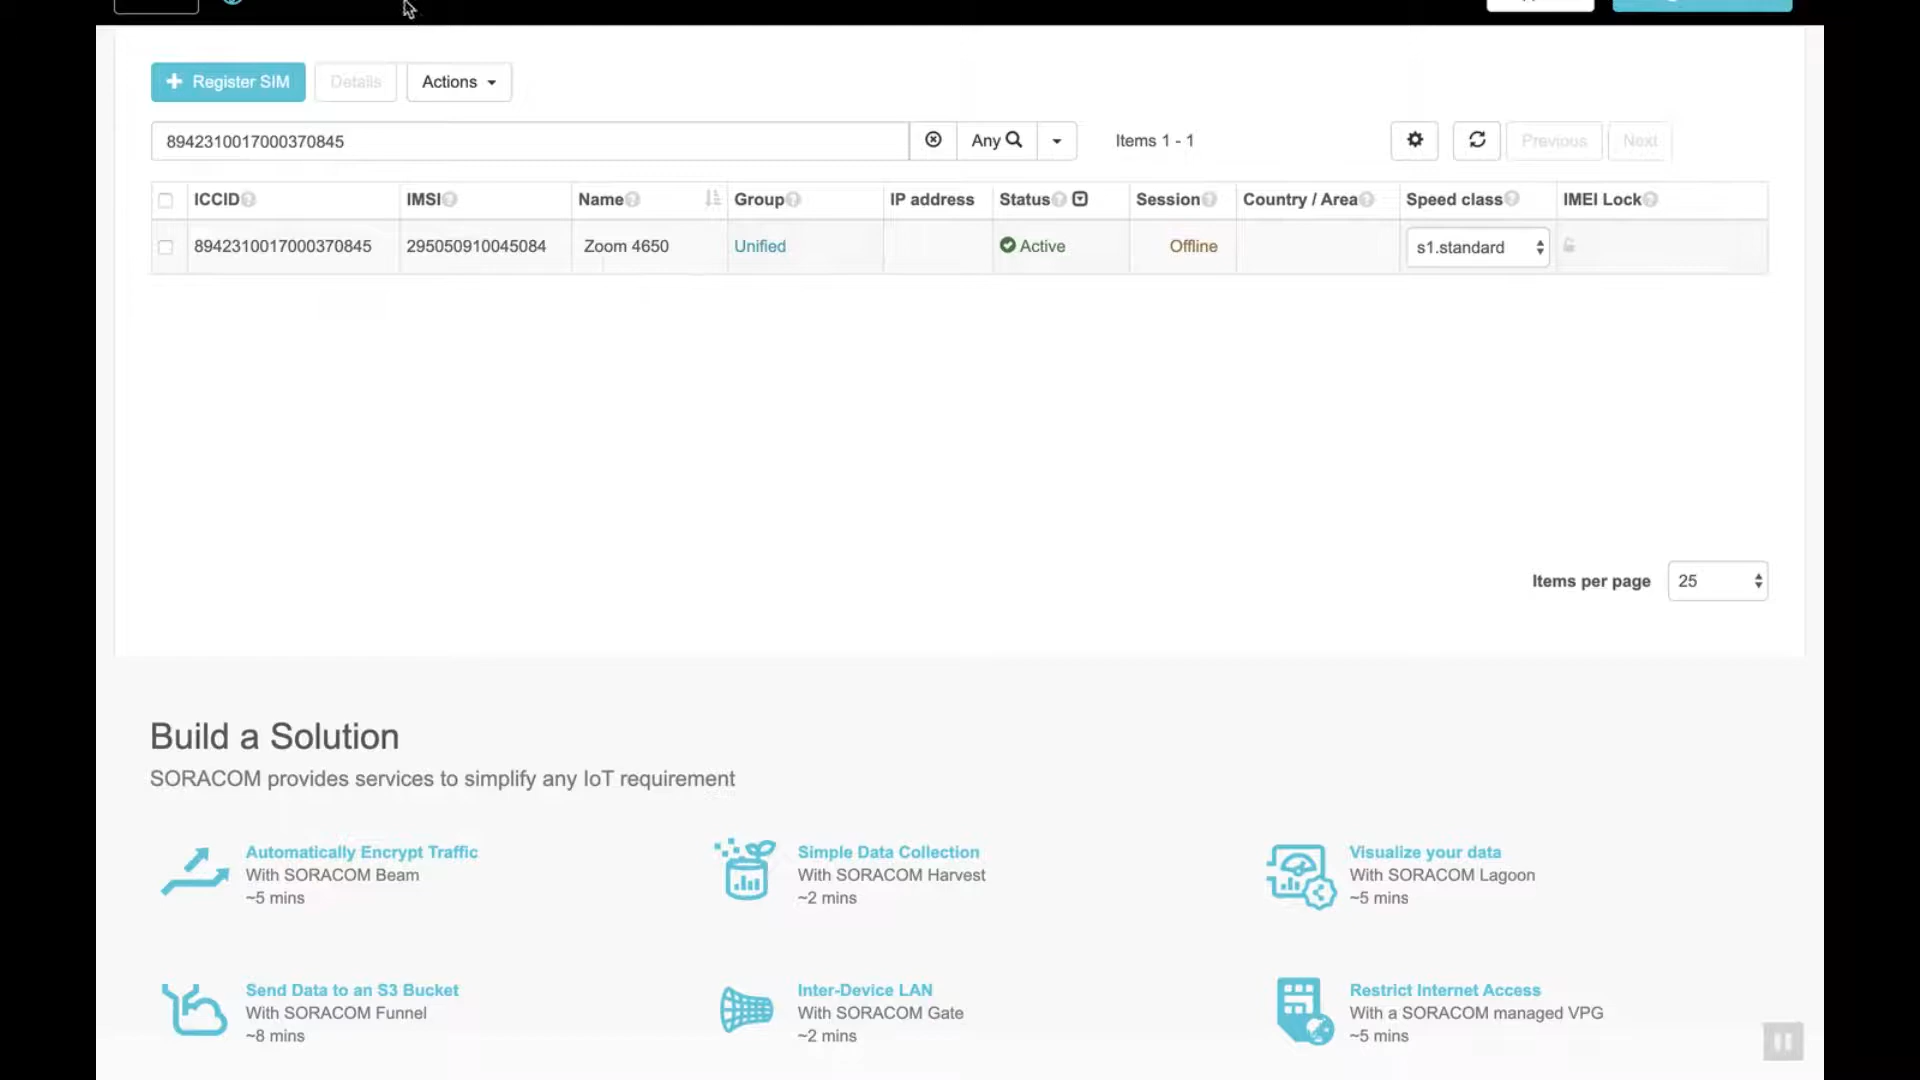 Register SIM Details Actions
8942310017000370845 Any Items 1 - 1 Previous Next
ICCID IMSI Name Group IP address Status Session Country / Area Speed class IMEI Lock
8942310017000370845 295050910045084 Zoom 4650 Unified Active Offline s1.standard
Items per page 25
Build a Solution
SORACOM provides services to simplify any IoT requirement
Automatically Encrypt Traffic
With SORACOM Beam
~5 mins
Simple Data Collection
With SORACOM Harvest
~2 mins
Visualize your data
With SORACOM Lagoon
~5 mins
Send Data to an S3 Bucket
With SORACOM Funnel
~8 mins
Inter-Device LAN
With SORACOM Gate
~2 mins
Restrict Internet Access
With a SORACOM managed VPG
~5 mins